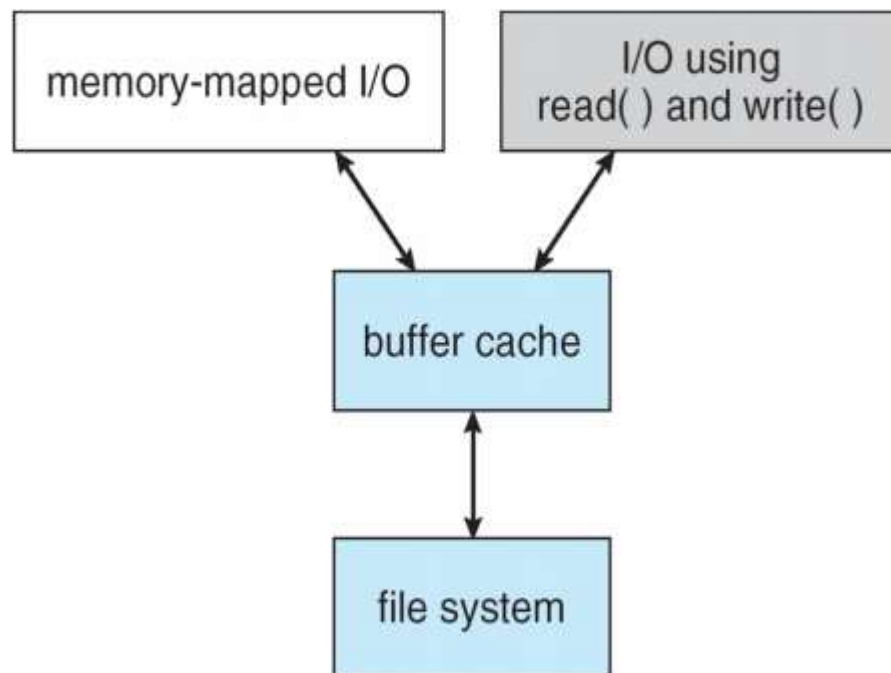 memory-mapped I/O
I/O using
read( ) and write( )
buffer cache
file system